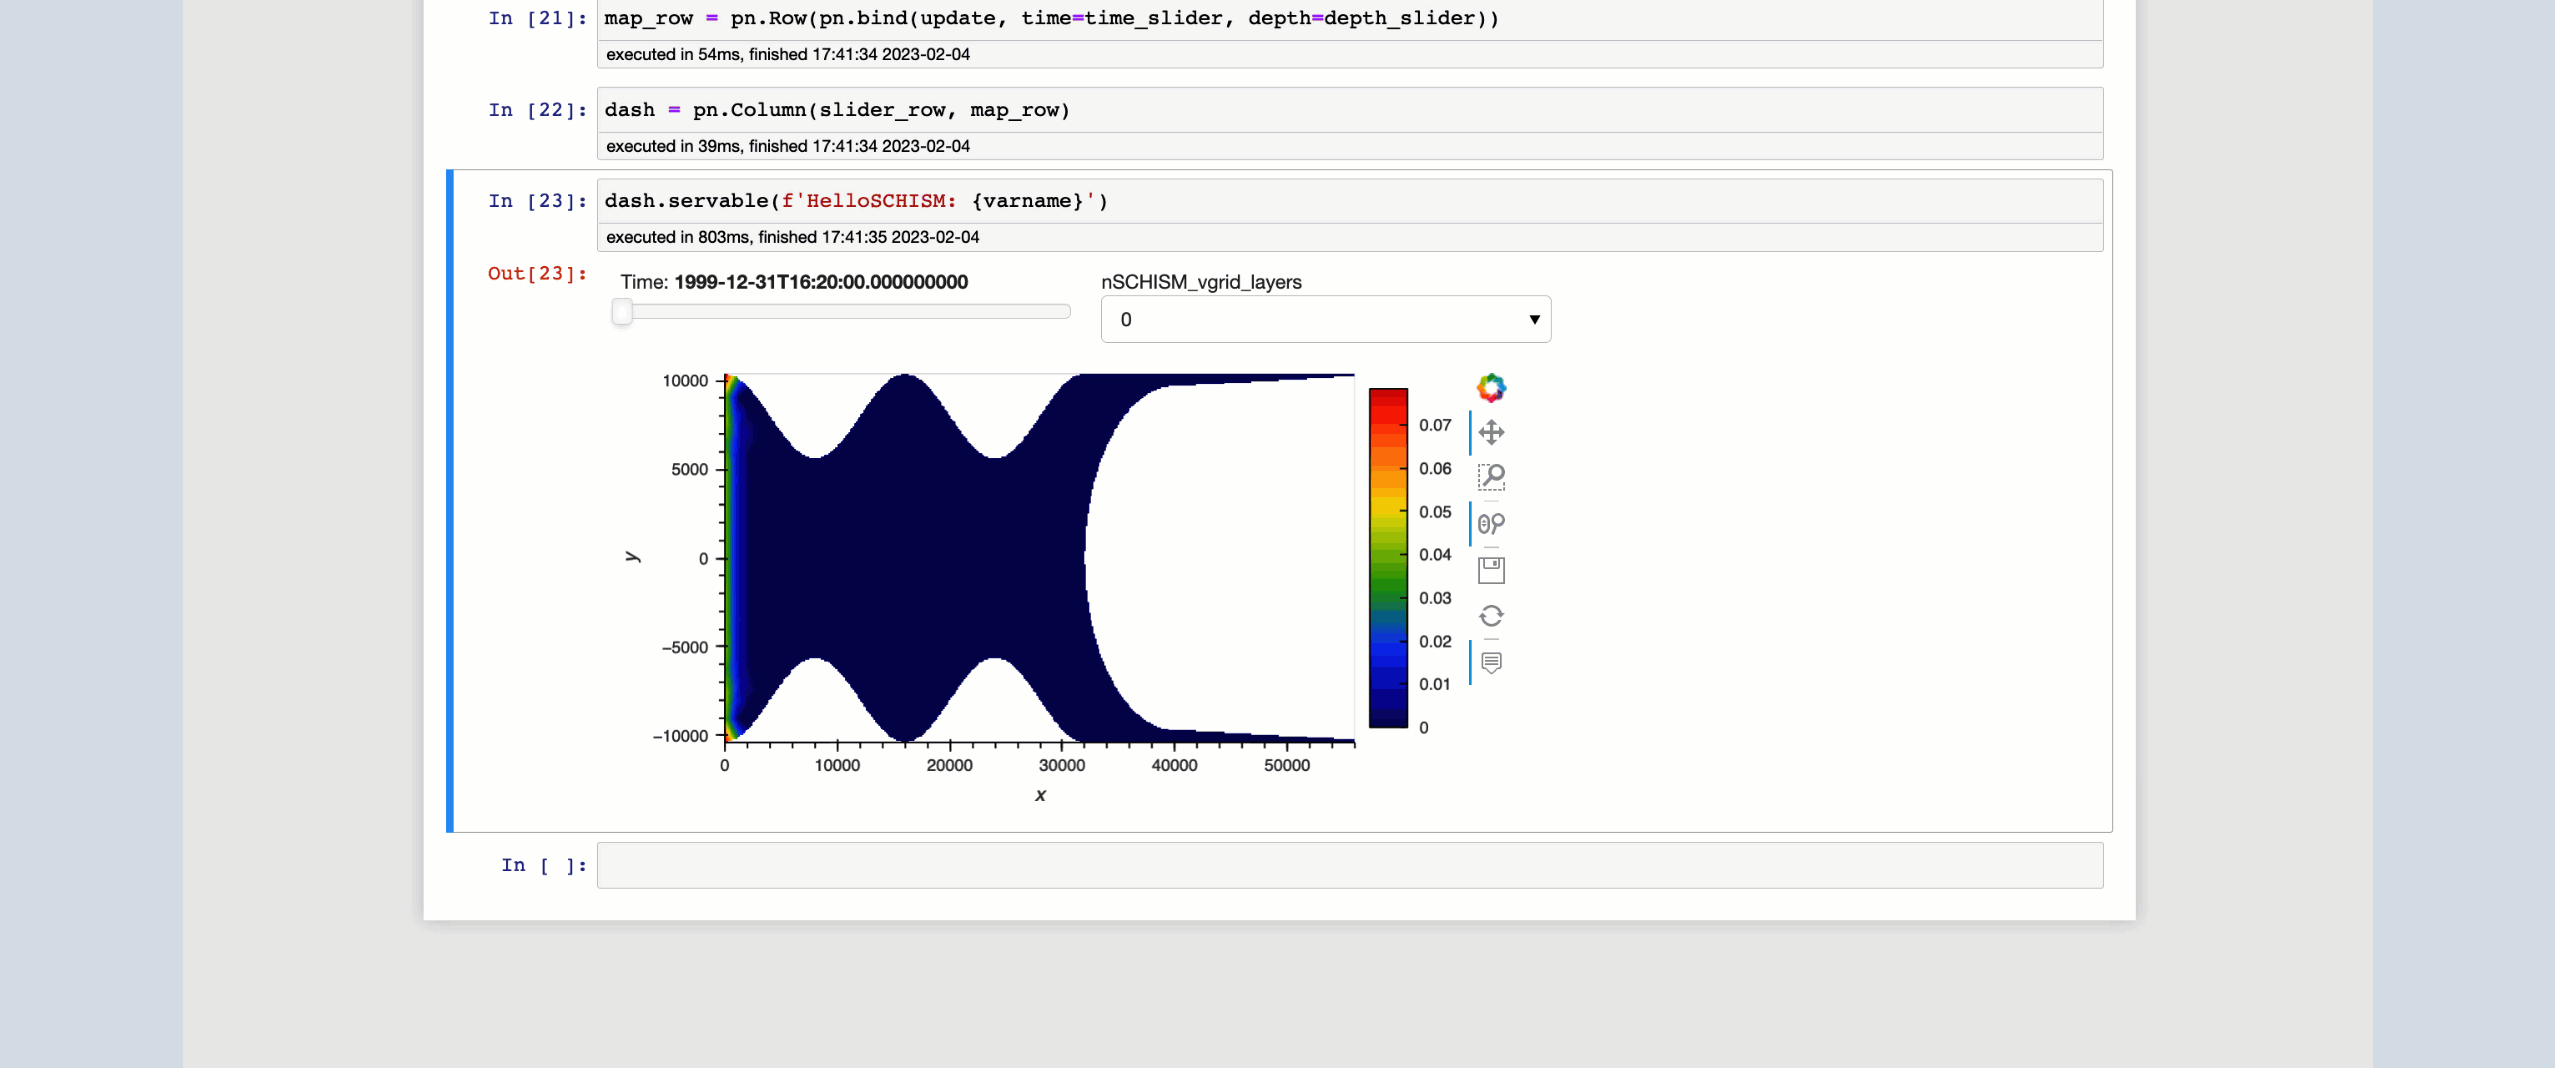 In [21]: map_row = pn.Row(pn.bind(update, time=time_slider, depth=depth_slider))
executed in 54ms, finished 17:41:34 2023-02-04
In [22]: dash = pn.Column(slider_row, map_row)
executed in 39ms, finished 17:41:34 2023-02-04
In [23]: dash.servable(f'HelloSCHISM: {varname}')
executed in 803ms, finished 17:41:35 2023-02-04
Out[23]:
Time: 1999-12-31T16:20:00.000000000
nSCHISM_vgrid_layers
0
10000
5000
0
−5000
−10000
y
0 10000 20000 30000 40000 50000
x
0.07
0.06
0.05
0.04
0.03
0.02
0.01
0
In [ ]: